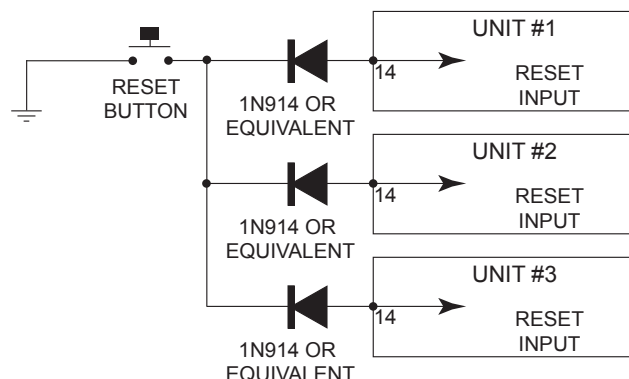 UNIT #1
14
RESET
INPUT
RESET
BUTTON
1N914 OR
EQUIVALENT
UNIT #2
14
RESET
INPUT
1N914 OR
EQUIVALENT
UNIT #3
14
RESET
INPUT
1N914 OR
EQUIVALENT